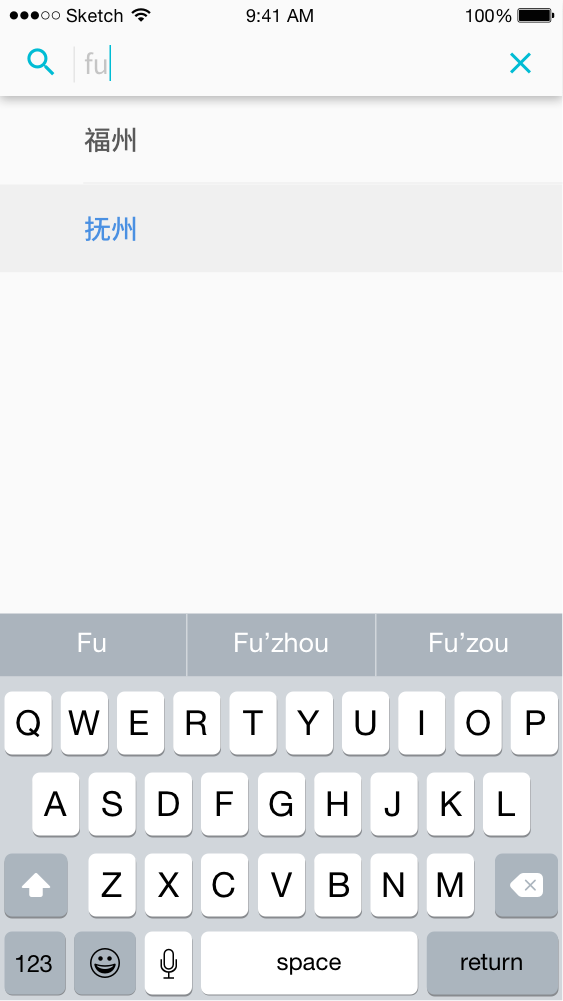 Sketch 9:41 AM 100%
fu
福州
抚州
Fu Fu’zhou Fu’zou
Q W E R T Y U I O P
A S D F G H J K L
Z X C V B N M
123 space return